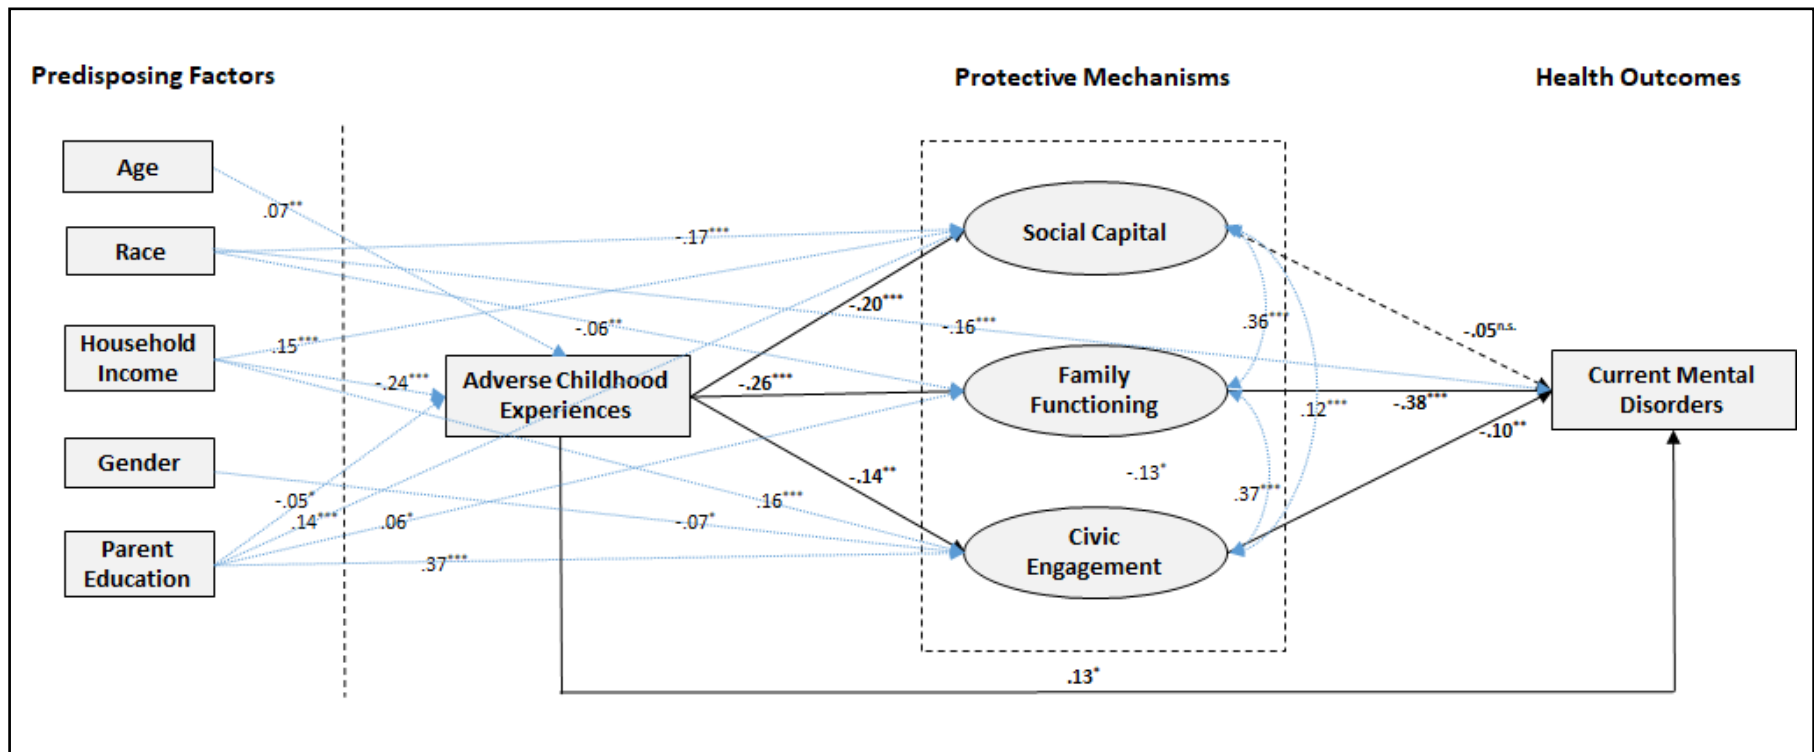 Predisposing Factors
Protective Mechanisms
Health Outcomes
Age
Race
Household
Income
Gender
Parent
Education
Adverse Childhood
Experiences
Social Capital
Family
Functioning
Civic
Engagement
Current Mental
Disorders
.07**
-.17***
-.20***
-.06**
-.16***
.36***
-.05n.s.
.15***
-.24***
-.26***
.12***
-.38***
-.10**
-.14**
-.13*
.37***
-.05*
.14***
.06*
.16***
-.07*
.37***
.13*